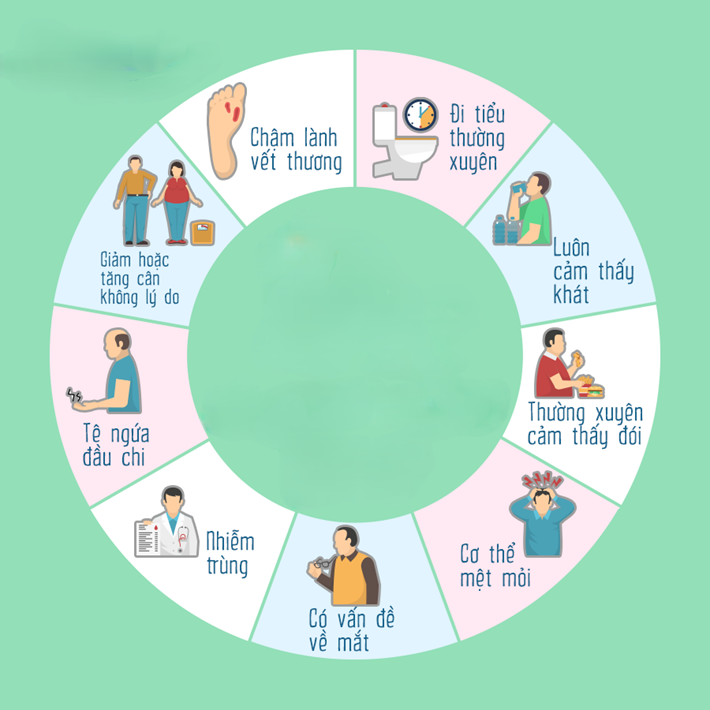 Đi tiểu
thường
xuyên
Luôn
cảm thấy
khát
Thường xuyên
cảm thấy đói
Cơ thể
mệt mỏi
Có vấn đề
về mắt
Nhiễm
trùng
Tê ngứa
đầu chi
Giảm hoặc
tăng cân
không lý do
Chậm lành
vết thương